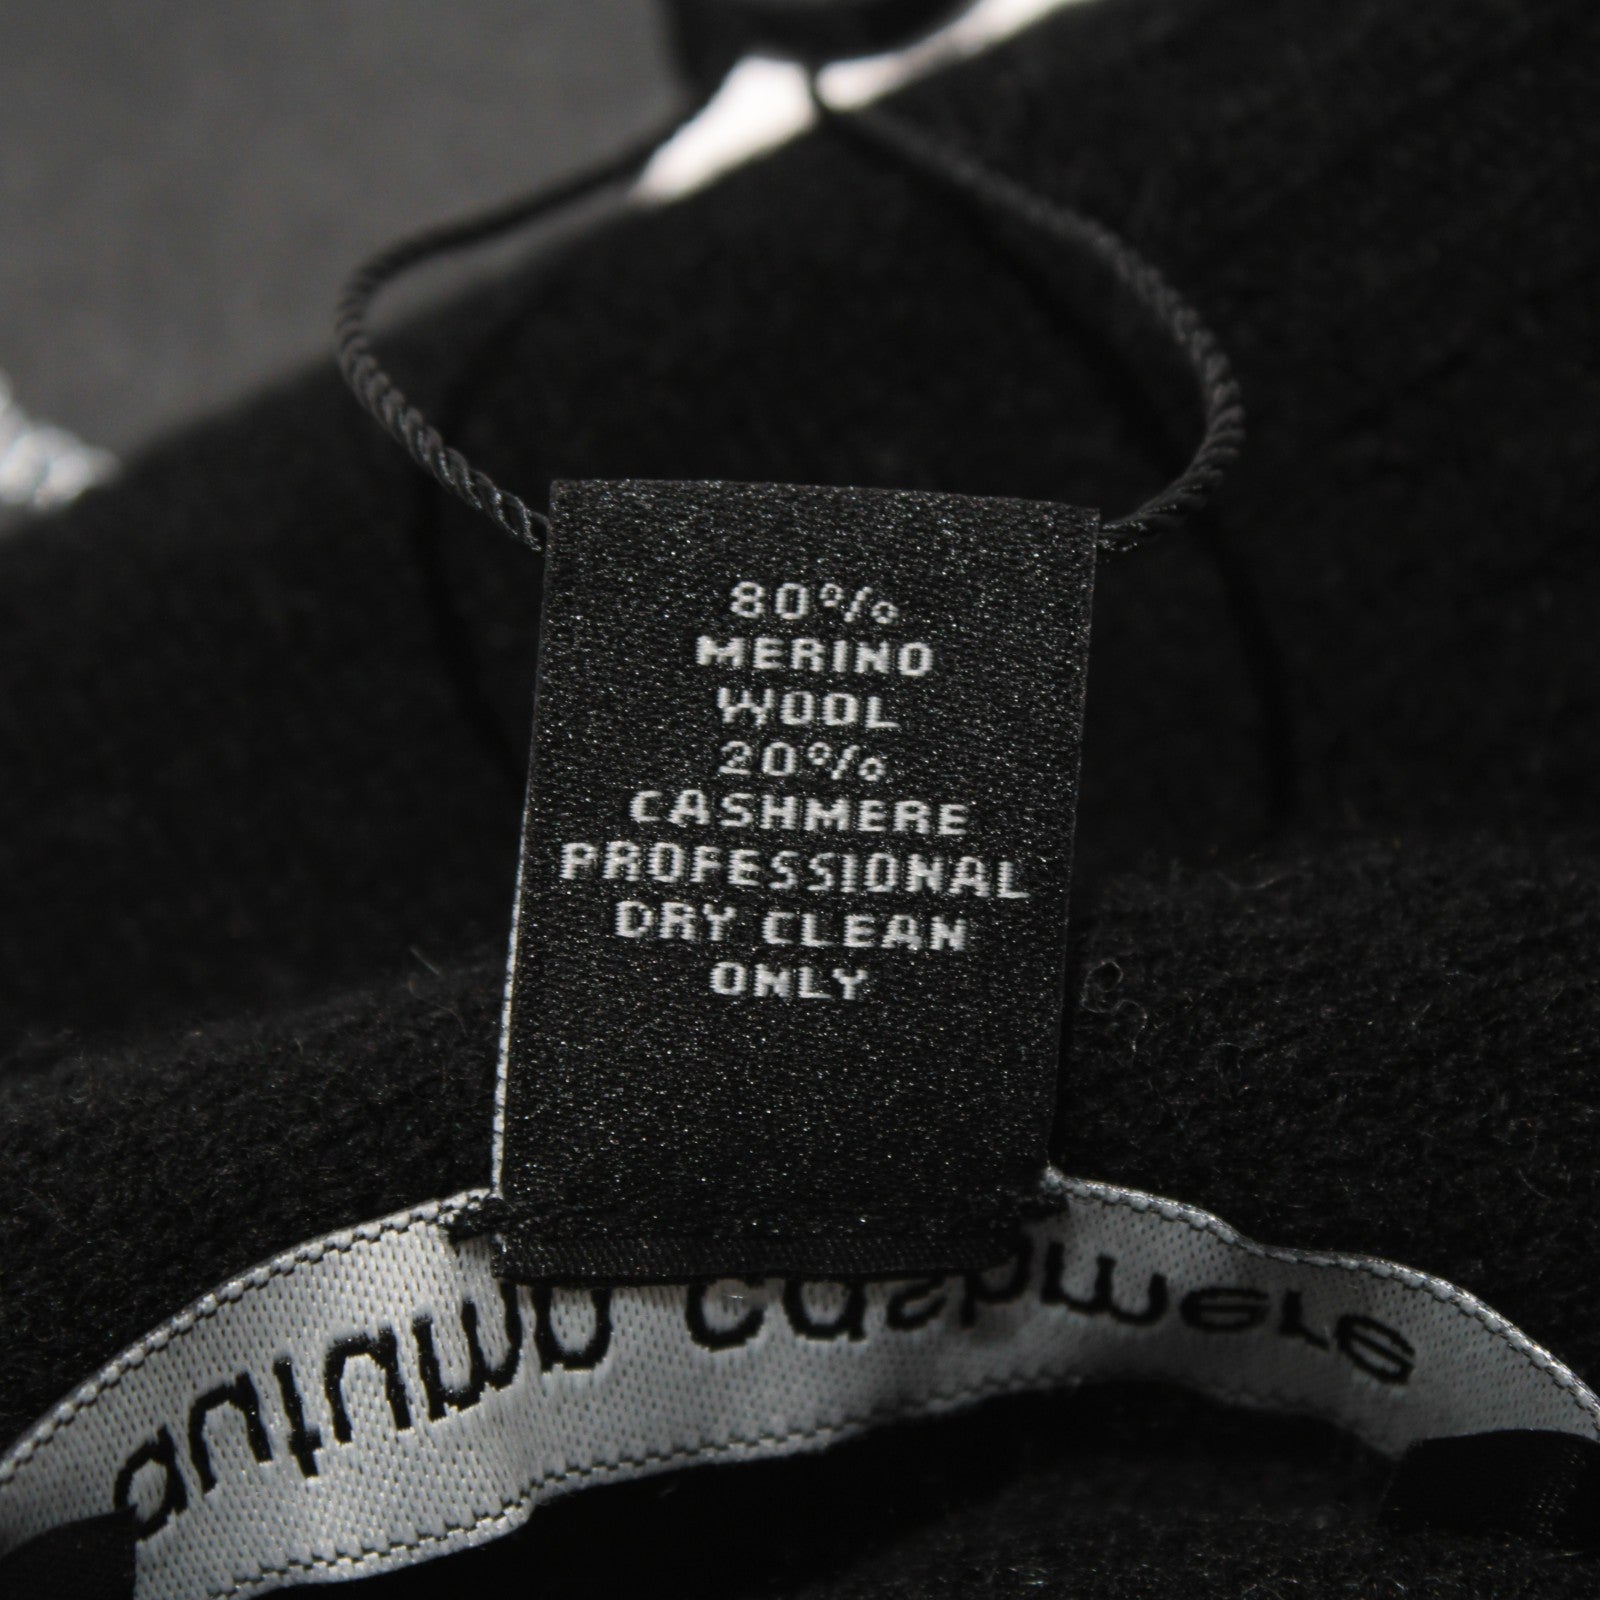 80%
MERINO
WOOL
20%
CASHMERE
PROFESSIONAL
DRY CLEAN
ONLY
autumn cashmere